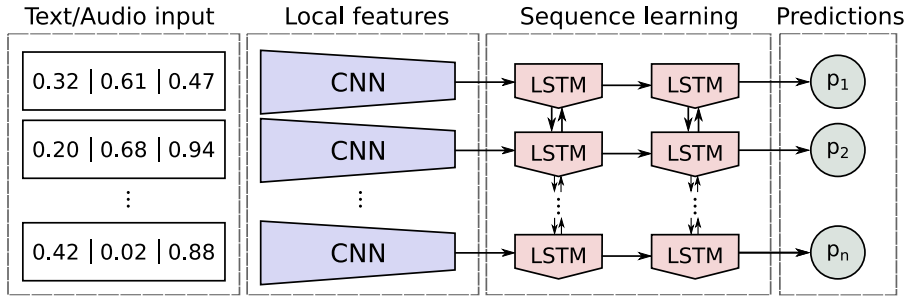 Text/Audio input Local features Sequence learning Predictions
0.32 | 0.61 | 0.47 CNN LSTM LSTM p1
0.20 | 0.68 | 0.94 CNN LSTM LSTM p2
... ... ... ...
0.42 | 0.02 | 0.88 CNN LSTM LSTM pn